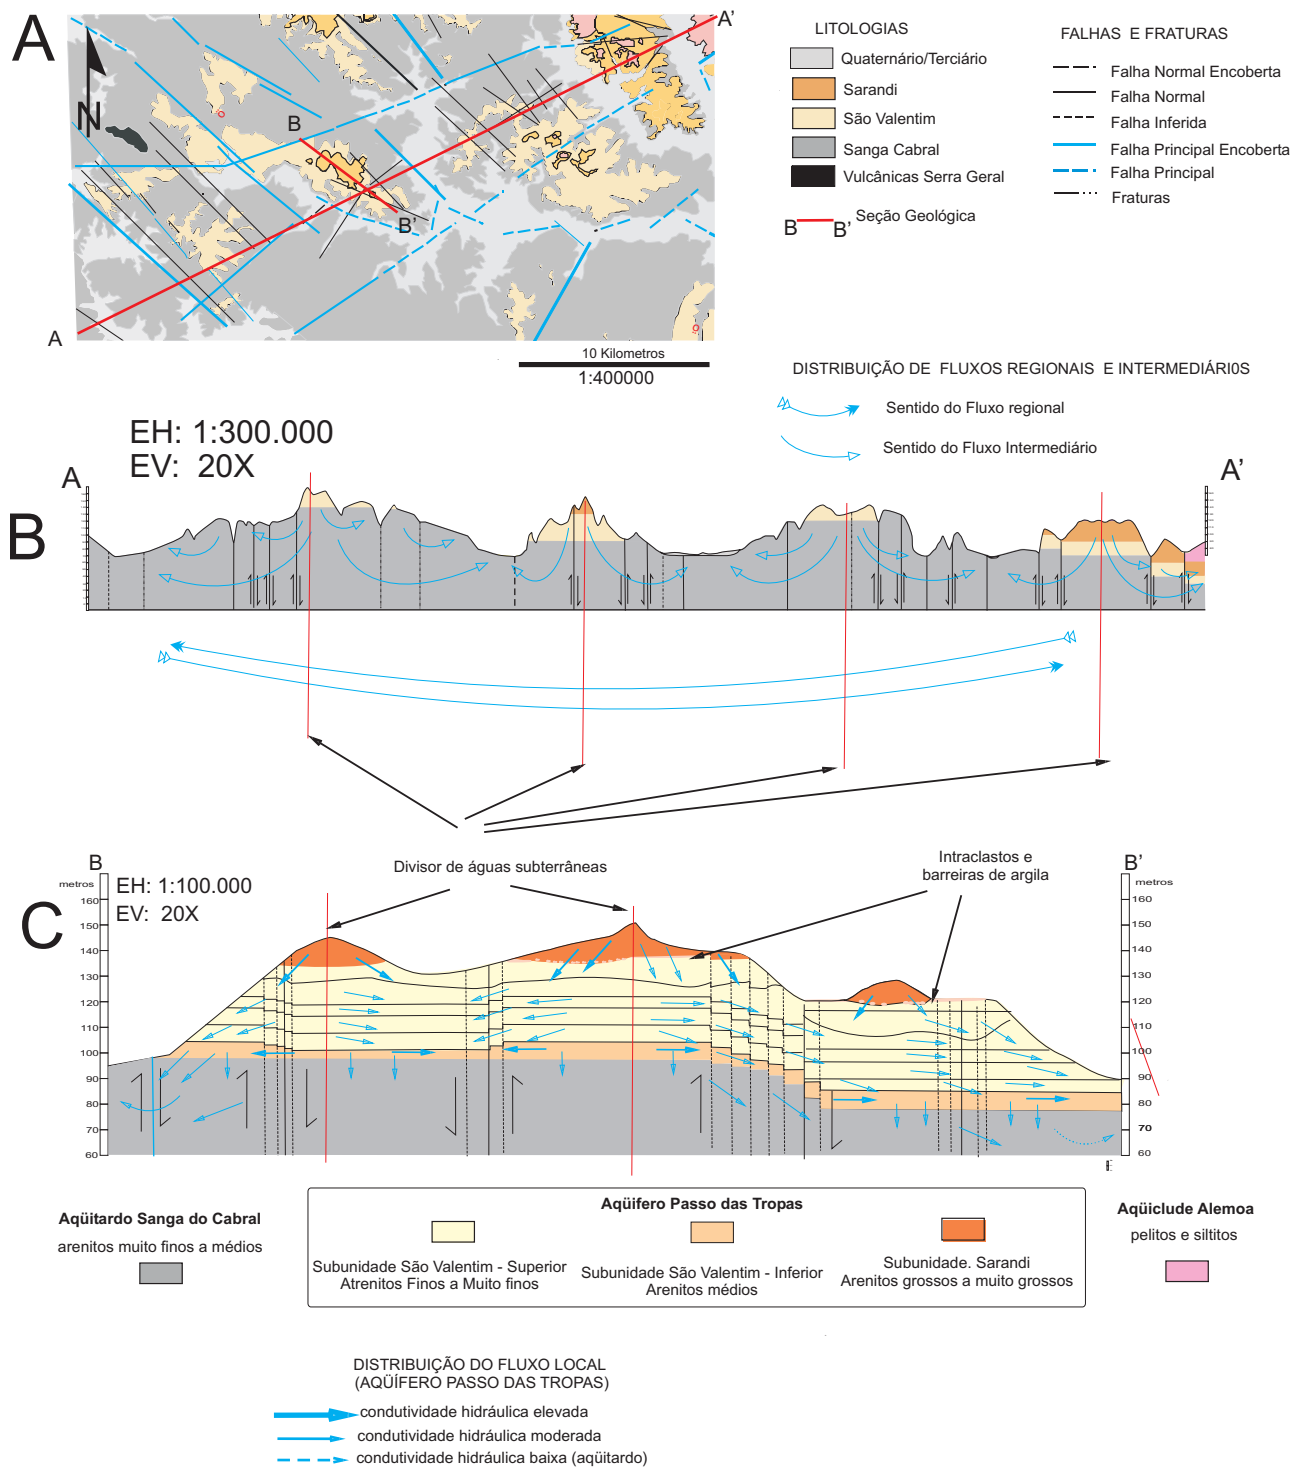 A
N
A'
B
B'
A
10 Kilometros
1:400000
LITOLOGIAS
Quaternário/Terciário
Sarandi
São Valentim
Sanga Cabral
Vulcânicas Serra Geral
B B' Seção Geológica
FALHAS E FRATURAS
Falha Normal Encoberta
Falha Normal
Falha Inferida
Falha Principal Encoberta
Falha Principal
Fraturas
DISTRIBUIÇÃO DE FLUXOS REGIONAIS E INTERMEDIÁRI0S
Sentido do Fluxo regional
Sentido do Fluxo Intermediário
EH: 1:300.000
EV: 20X
A
A'
B
Divisor de águas subterrâneas
Intraclastos e
barreiras de argila
B
B'
metros
metros
EH: 1:100.000
EV: 20X
C
160
150
140
130
120
110
100
90
80
70
60
160
150
140
130
120
110
100
90
80
70
60
Aqüitardo Sanga do Cabral
arenitos muito finos a médios
Aqüífero Passo das Tropas
Subunidade São Valentim - Superior
Atrenitos Finos a Muito finos
Subunidade São Valentim - Inferior
Arenitos médios
Subunidade. Sarandi
Arenitos grossos a muito grossos
Aqüiclude Alemoa
pelitos e siltitos
DISTRIBUIÇÃO DO FLUXO LOCAL
(AQÜÍFERO PASSO DAS TROPAS)
condutividade hidráulica elevada
condutividade hidráulica moderada
condutividade hidráulica baixa (aqüitardo)